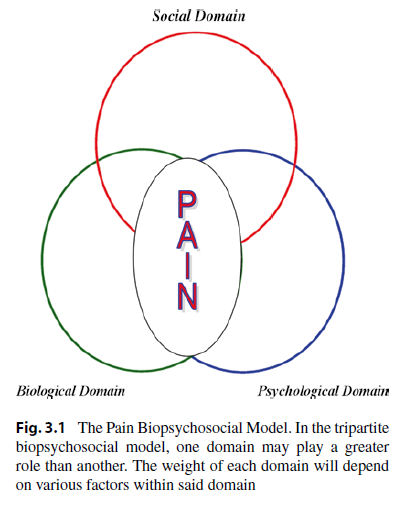 Social Domain
PAIN
Biological Domain
Psychological Domain
Fig. 3.1 The Pain Biopsychosocial Model. In the tripartite
biopsychosocial model, one domain may play a greater
role than another. The weight of each domain will depend
on various factors within said domain